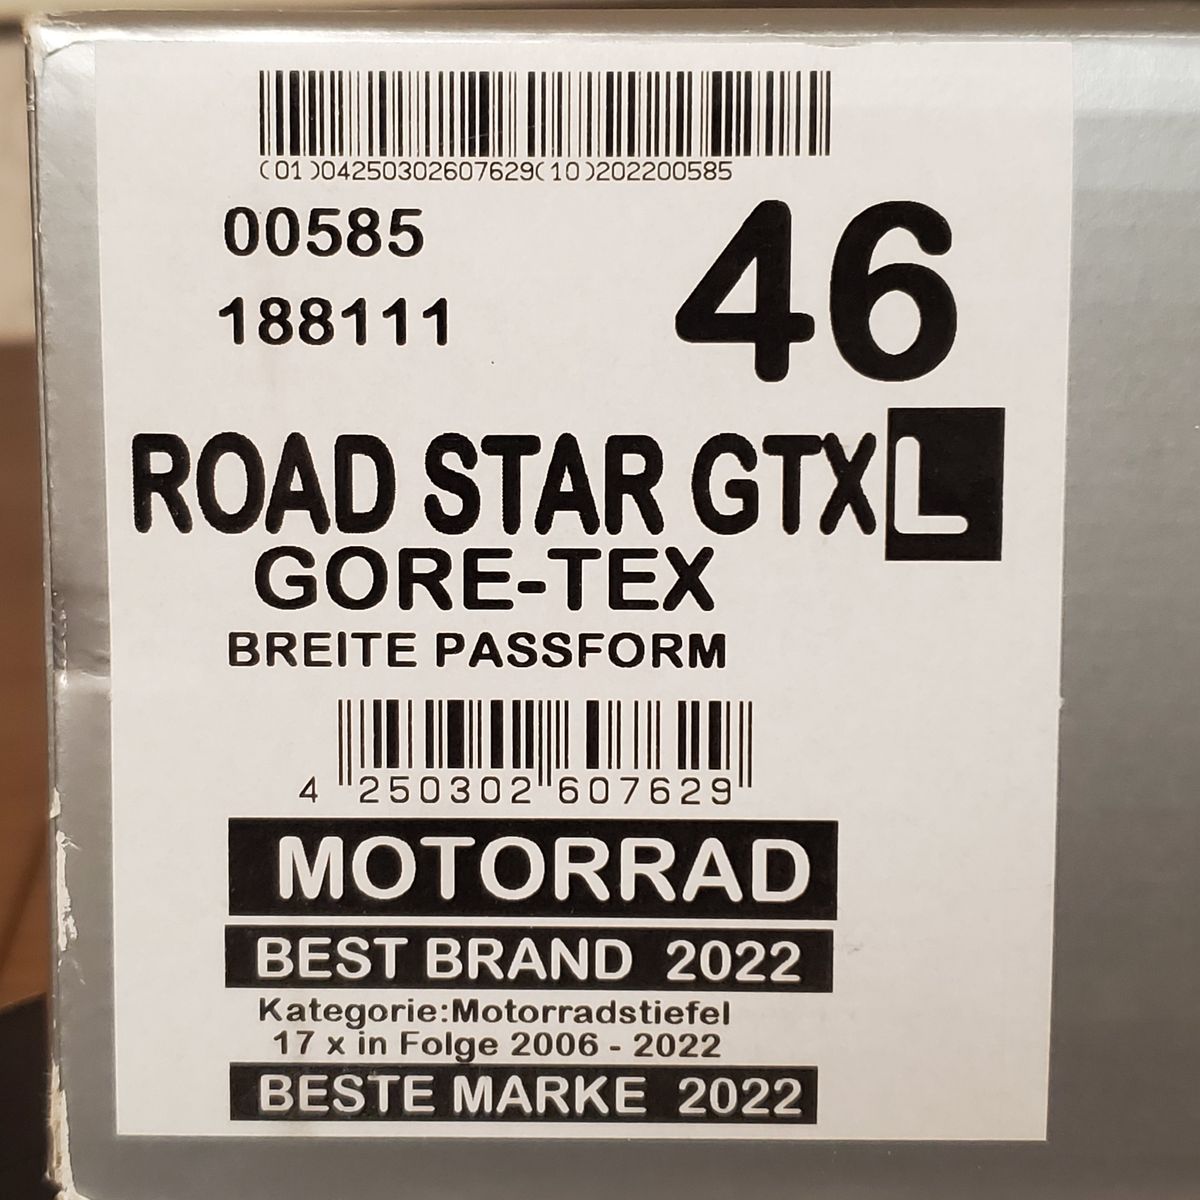 (01)04250302607629(10)202200585
00585
46
188111
ROAD STAR GTX L
GORE-TEX
BREITE PASSFORM
4 250302 607629
MOTORRAD
BEST BRAND 2022
Kategorie:Motorradstiefel
17 x in Folge 2006 - 2022
BESTE MARKE 2022